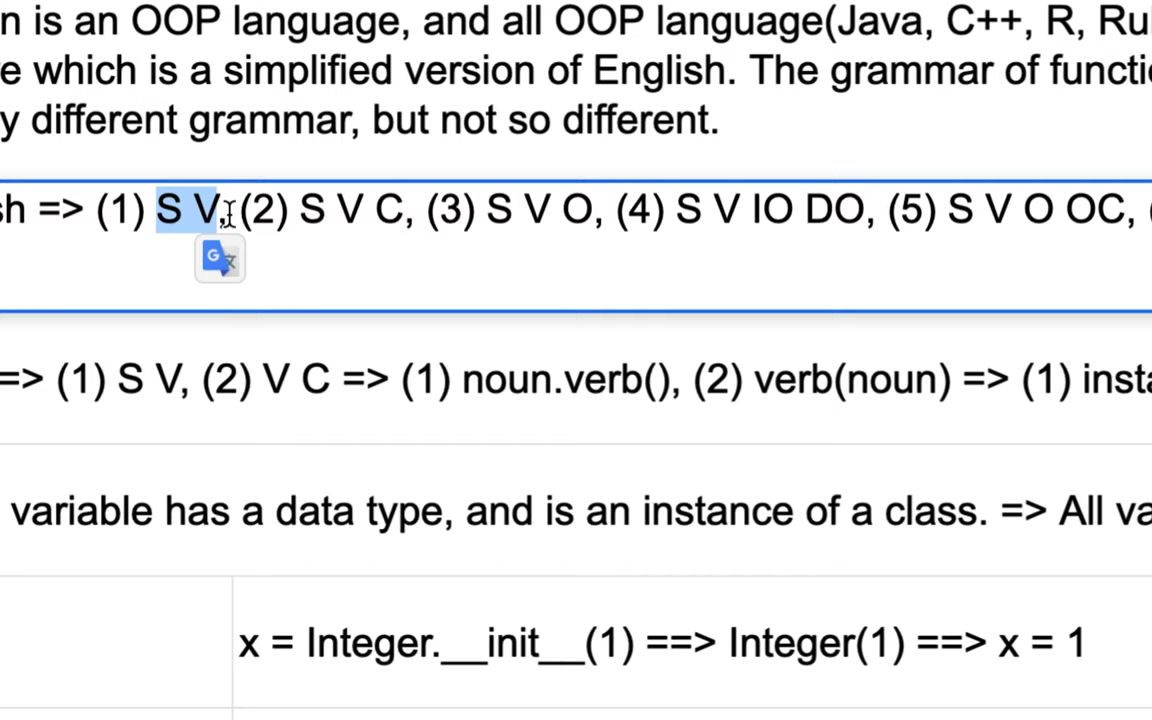 n is an OOP language, and all OOP language(Java, C++, R, Ru
e which is a simplified version of English. The grammar of functi
y different grammar, but not so different.
sh => (1) S V, (2) S V C, (3) S V O, (4) S V IO DO, (5) S V O OC, (
=> (1) S V, (2) V C => (1) noun.verb(), (2) verb(noun) => (1) insta
variable has a data type, and is an instance of a class. => All va
x = Integer.__init__(1) ==> Integer(1) ==> x = 1